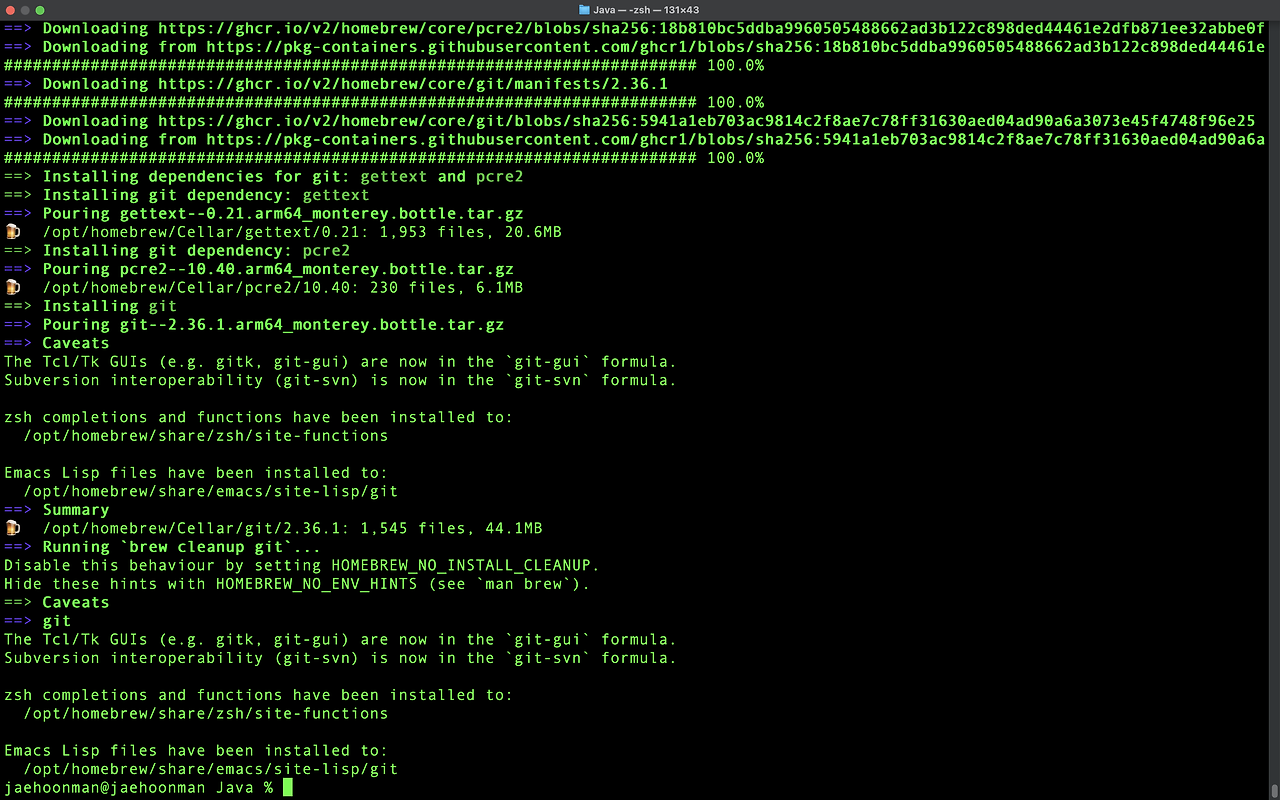 Java — -zsh — 131×43
==> Downloading https://ghcr.io/v2/homebrew/core/pcre2/blobs/sha256:18b810bc5ddba9960505488662ad3b122c898ded44461e2dfb871ee32abbe0f
==> Downloading from https://pkg-containers.githubusercontent.com/ghcr1/blobs/sha256:18b810bc5ddba9960505488662ad3b122c898ded44461e
######################################################################## 100.0%
==> Downloading https://ghcr.io/v2/homebrew/core/git/manifests/2.36.1
######################################################################## 100.0%
==> Downloading https://ghcr.io/v2/homebrew/core/git/blobs/sha256:5941a1eb703ac9814c2f8ae7c78ff31630aed04ad90a6a3073e45f4748f96e25
==> Downloading from https://pkg-containers.githubusercontent.com/ghcr1/blobs/sha256:5941a1eb703ac9814c2f8ae7c78ff31630aed04ad90a6a
######################################################################## 100.0%
==> Installing dependencies for git: gettext and pcre2
==> Installing git dependency: gettext
==> Pouring gettext--0.21.arm64_monterey.bottle.tar.gz
🍺  /opt/homebrew/Cellar/gettext/0.21: 1,953 files, 20.6MB
==> Installing git dependency: pcre2
==> Pouring pcre2--10.40.arm64_monterey.bottle.tar.gz
🍺  /opt/homebrew/Cellar/pcre2/10.40: 230 files, 6.1MB
==> Installing git
==> Pouring git--2.36.1.arm64_monterey.bottle.tar.gz
==> Caveats
The Tcl/Tk GUIs (e.g. gitk, git-gui) are now in the `git-gui` formula.
Subversion interoperability (git-svn) is now in the `git-svn` formula.

zsh completions and functions have been installed to:
  /opt/homebrew/share/zsh/site-functions

Emacs Lisp files have been installed to:
  /opt/homebrew/share/emacs/site-lisp/git
==> Summary
🍺  /opt/homebrew/Cellar/git/2.36.1: 1,545 files, 44.1MB
==> Running `brew cleanup git`...
Disable this behaviour by setting HOMEBREW_NO_INSTALL_CLEANUP.
Hide these hints with HOMEBREW_NO_ENV_HINTS (see `man brew`).
==> Caveats
==> git
The Tcl/Tk GUIs (e.g. gitk, git-gui) are now in the `git-gui` formula.
Subversion interoperability (git-svn) is now in the `git-svn` formula.

zsh completions and functions have been installed to:
  /opt/homebrew/share/zsh/site-functions

Emacs Lisp files have been installed to:
  /opt/homebrew/share/emacs/site-lisp/git
jaehoonman@jaehoonman Java %